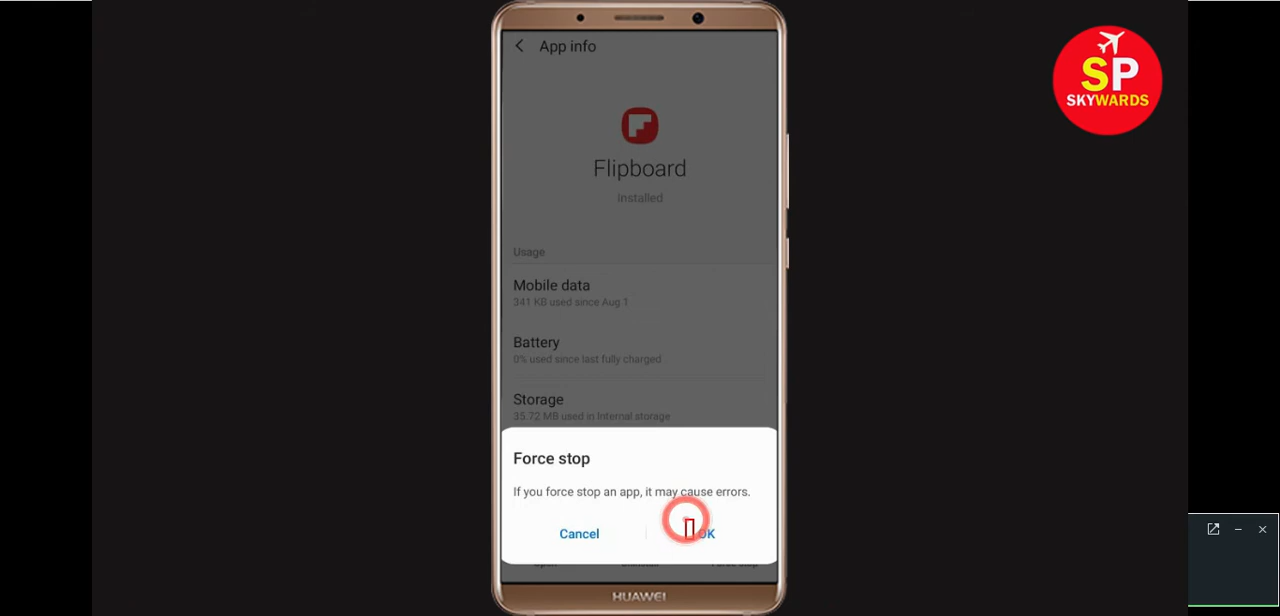 App info
SP
SKYWARDS
Flipboard
Installed
Usage
Mobile data
341 KB used since Aug 1
Battery
0% used since last fully charged
Storage
35.72 MB used in Internal storage
Force stop
If you force stop an app, it may cause errors.
Cancel
OK
HUAWEI